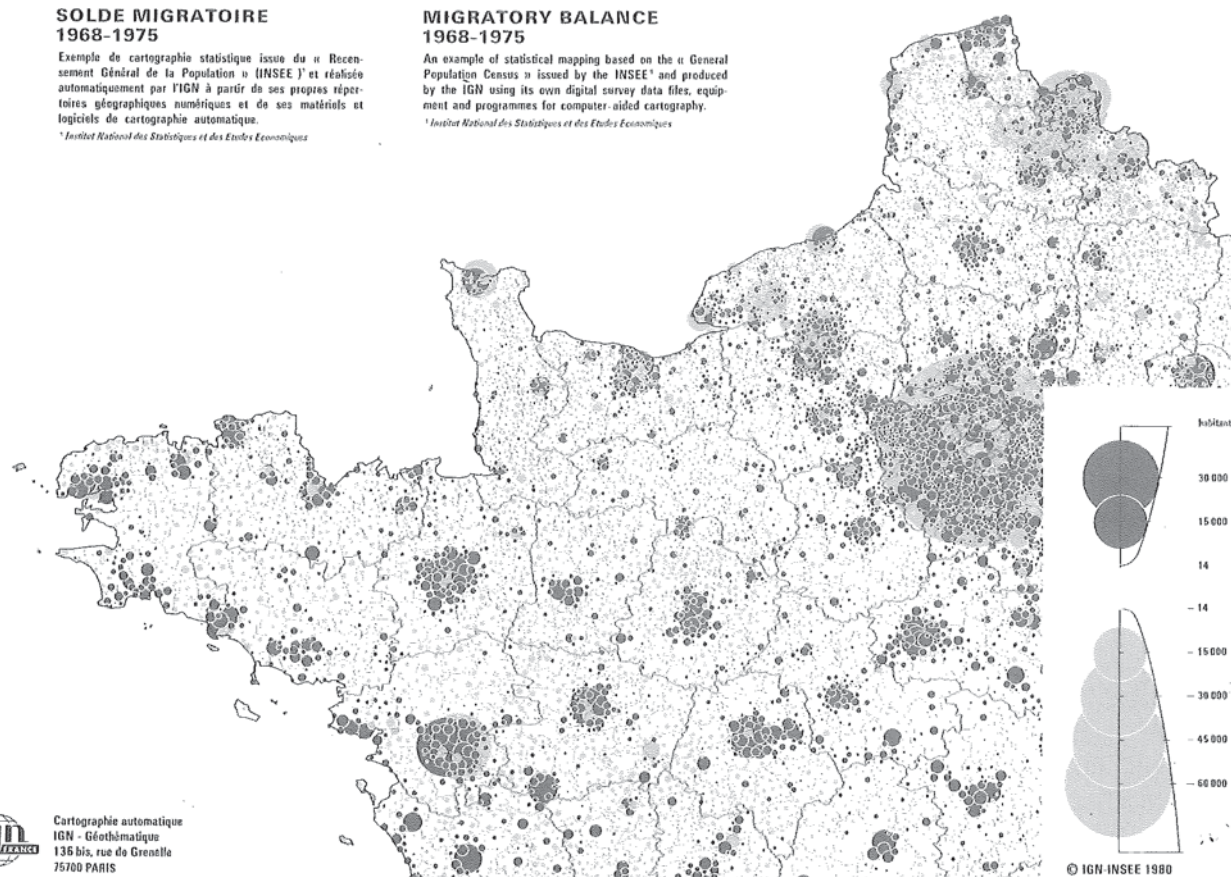 SOLDE MIGRATOIRE
1968-1975
Exemple de cartographie statistique issue du « Recen-
sement Général de la Population » (INSEE )¹ et réalisée
automatiquement par l'IGN à partir de ses propres réper-
toires géographiques numériques et de ses matériels et
logiciels de cartographie automatique.
¹ Institut National des Statistiques et des Etudes Economiques
MIGRATORY BALANCE
1968-1975
An example of statistical mapping based on the « General
Population Census » issued by the INSEE¹ and produced
by the IGN using its own digital survey data files, equip-
ment and programmes for computer-aided cartography.
¹ Institut National des Statistiques et des Etudes Economiques
habitant
30 000
15 000
14
– 14
– 15 000
– 30 000
– 45 000
– 60 000
FRANCE
Cartographie automatique
IGN - Géothématique
136 bis, rue de Grenelle
75700 PARIS
© IGN-INSEE 1980